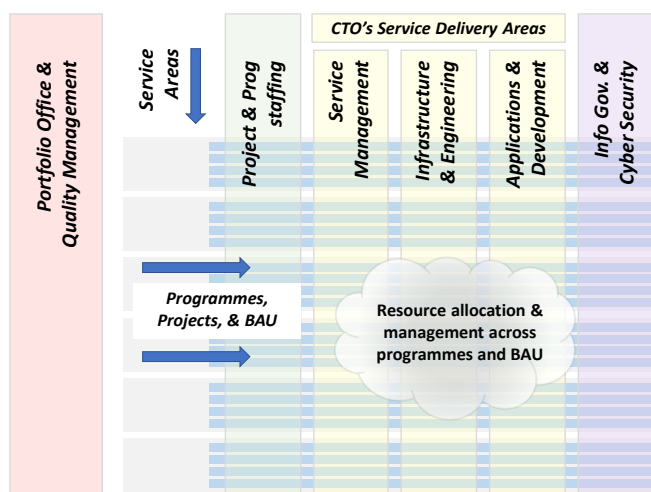 Portfolio Office &
Quality Management
Service
Areas
Project & Prog
staffing
CTO's Service Delivery Areas
Service
Management
Infrastructure
& Engineering
Applications &
Development
Info Gov. &
Cyber Security
Programmes,
Projects, & BAU
Resource allocation &
management across
programmes and BAU